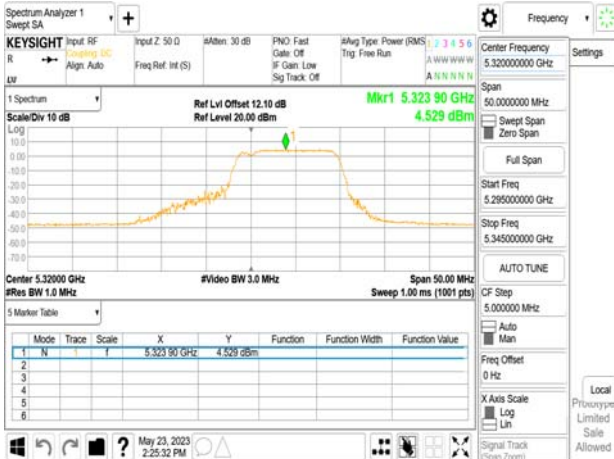 Spectrum Analyzer 1
Swept SA
Frequency
KEYSIGHT
R
Input: RF
Coupling: DC
Align: Auto
Input Z: 50 Ω
Freq Ref: Int (S)
#Atten: 30 dB
PNO: Fast
Gate: Off
IF Gain: Low
Sig Track: Off
#Avg Type: Power (RMS
Trig: Free Run
1 2 3 4 5 6
A W W W W W
A N N N N N
1 Spectrum
Scale/Div 10 dB
Ref Lvl Offset 12.10 dB
Ref Level 20.00 dBm
Mkr1 5.323 90 GHz
4.529 dBm
Log
10.0
0.00
-10.0
-20.0
-30.0
-40.0
-50.0
-60.0
-70.0
1
Center 5.32000 GHz
#Video BW 3.0 MHz
Span 50.00 MHz
#Res BW 1.0 MHz
Sweep 1.00 ms (1001 pts)
5 Marker Table
Mode Trace Scale X Y Function Function Width Function Value
1 N 1 f 5.323 90 GHz 4.529 dBm
2
3
4
5
6
May 23, 2023
2:25:32 PM
Center Frequency
5.320000000 GHz
Settings
Span
50.0000000 MHz
Swept Span
Zero Span
Full Span
Start Freq
5.295000000 GHz
Stop Freq
5.345000000 GHz
AUTO TUNE
CF Step
5.000000 MHz
Auto
Man
Freq Offset
0 Hz
X Axis Scale
Log
Lin
Signal Track
(Span Zoom)
Local
Prototype
Limited
Sale
Allowed